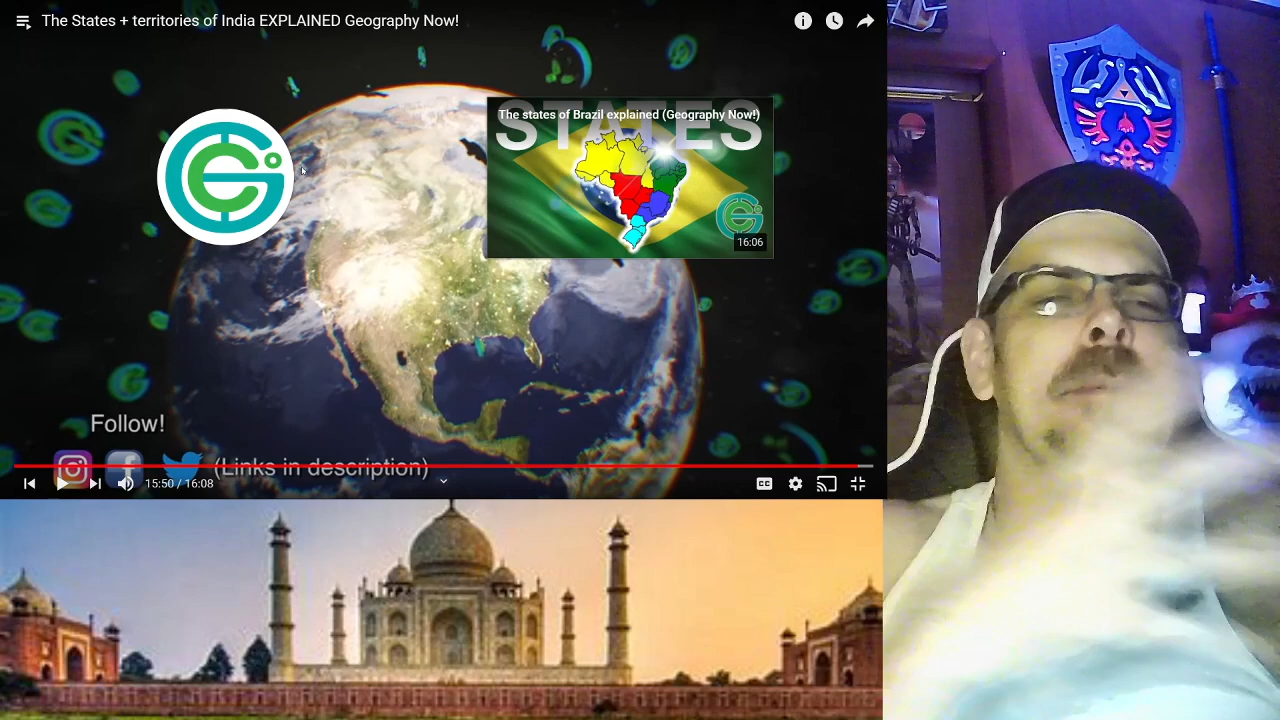 The States + territories of India EXPLAINED Geography Now!
STATES
The states of Brazil explained (Geography Now!)
16:06
Follow!
(Links in description)
15:50 / 16:08
CC